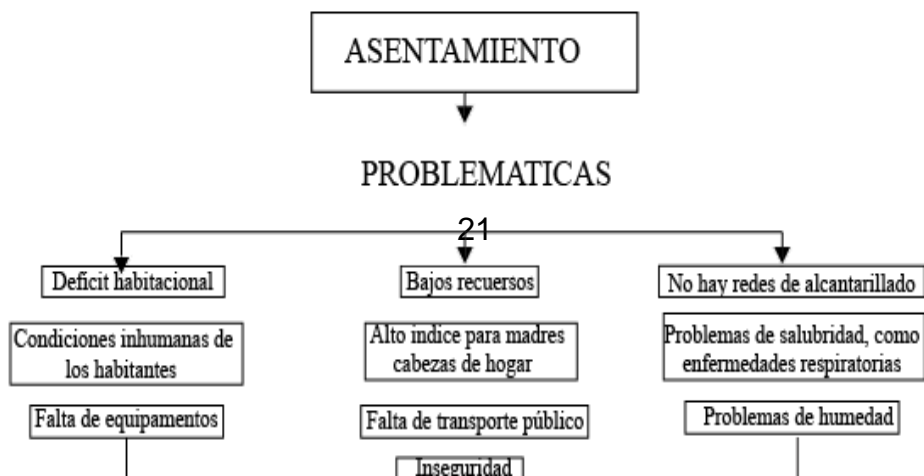 ASENTAMIENTO
PROBLEMATICAS
21
Deficit habitacional
Bajos recuersos
No hay redes de alcantarillado
Condiciones inhumanas de
los habitantes
Alto indice para madres
cabezas de hogar
Problemas de salubridad, como
enfermedades respiratorias
Falta de equipamentos
Falta de transporte público
Problemas de humedad
Inseguridad